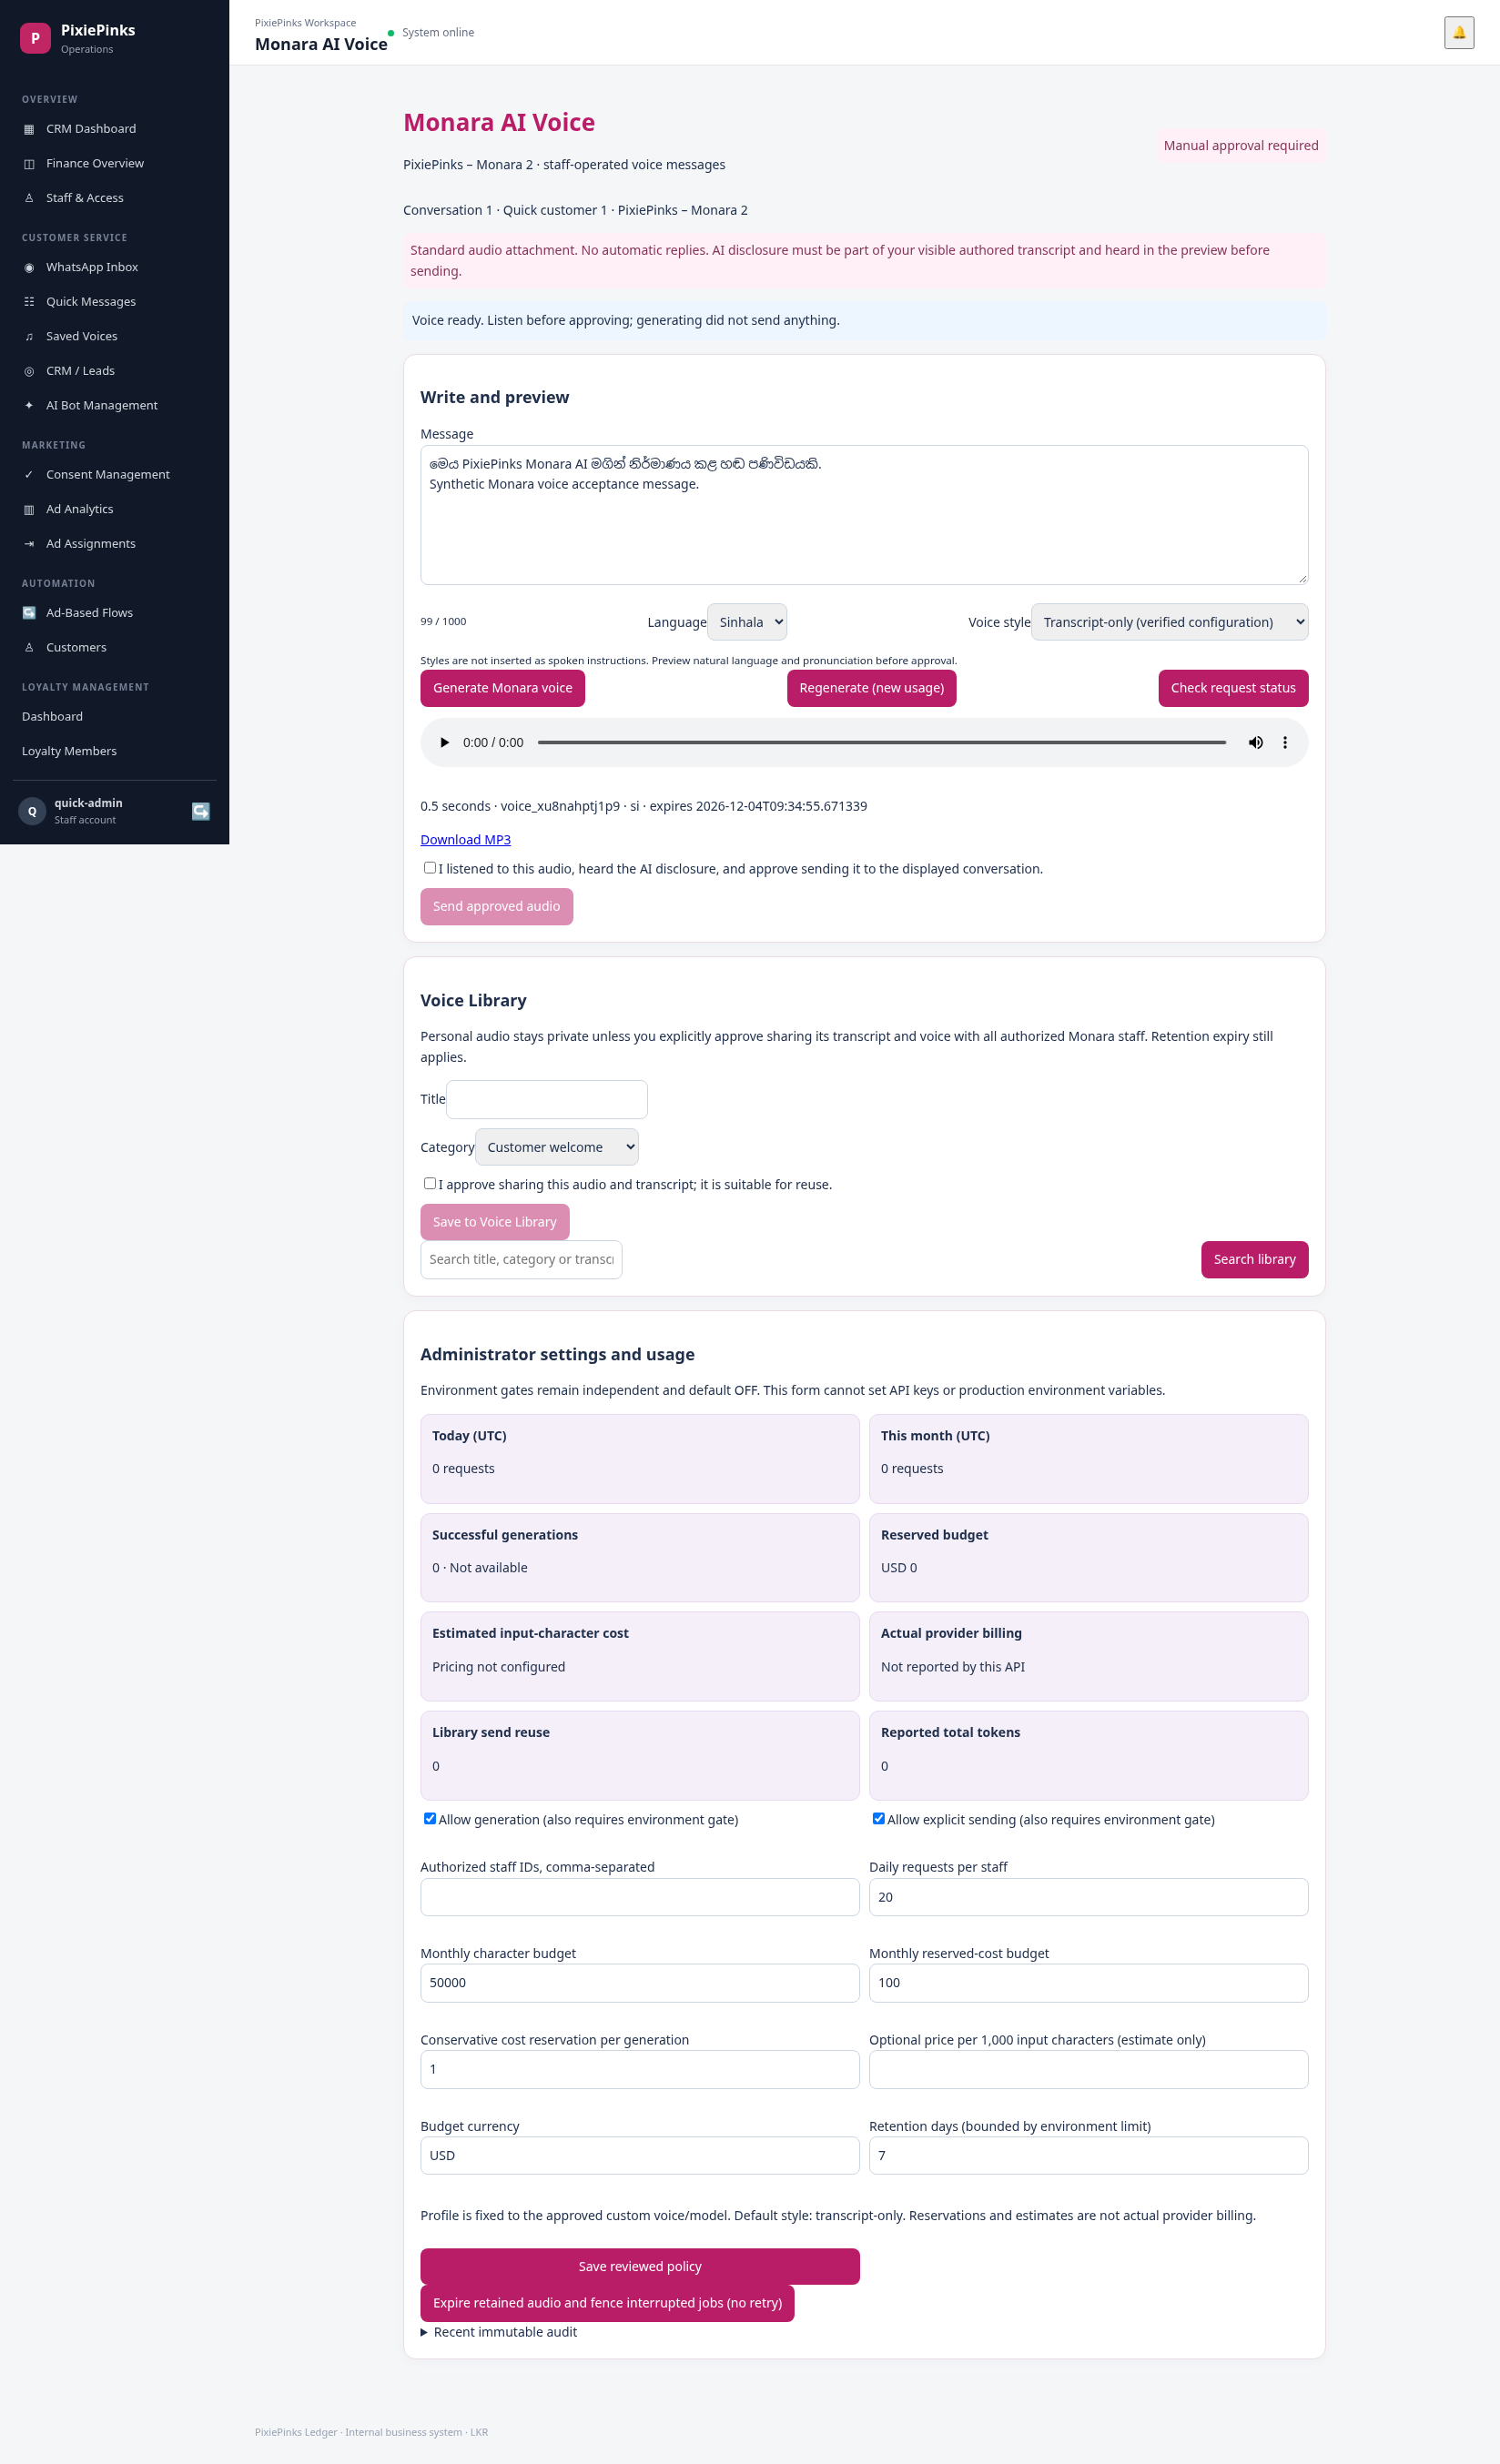 P
PixiePinks
Operations
OVERVIEW
CRM Dashboard
Finance Overview
Staff & Access
CUSTOMER SERVICE
WhatsApp Inbox
Quick Messages
Saved Voices
CRM / Leads
AI Bot Management
MARKETING
Consent Management
Ad Analytics
Ad Assignments
AUTOMATION
Ad-Based Flows
Customers
LOYALTY MANAGEMENT
Dashboard
Loyalty Members
Q
quick-admin
Staff account
PixiePinks Workspace
Monara AI Voice
System online
Monara AI Voice
PixiePinks – Monara 2 · staff-operated voice messages
Manual approval required
Conversation 1 · Quick customer 1 · PixiePinks – Monara 2
Standard audio attachment. No automatic replies. AI disclosure must be part of your visible authored transcript and heard in the preview before
sending.
Voice ready. Listen before approving; generating did not send anything.
Write and preview
Message
මෙය PixiePinks Monara AI මගින් නිර්මාණය කළ හඬ පණිවිඩයකි.
Synthetic Monara voice acceptance message.
99 / 1000
Language Sinhala
Voice style Transcript-only (verified configuration)
Styles are not inserted as spoken instructions. Preview natural language and pronunciation before approval.
Generate Monara voice
Regenerate (new usage)
Check request status
0:00 / 0:00
0.5 seconds · voice_xu8nahptj1p9 · si · expires 2026-12-04T09:34:55.671339
Download MP3
I listened to this audio, heard the AI disclosure, and approve sending it to the displayed conversation.
Send approved audio
Voice Library
Personal audio stays private unless you explicitly approve sharing its transcript and voice with all authorized Monara staff. Retention expiry still
applies.
Title
Category Customer welcome
I approve sharing this audio and transcript; it is suitable for reuse.
Save to Voice Library
Search title, category or transc
Search library
Administrator settings and usage
Environment gates remain independent and default OFF. This form cannot set API keys or production environment variables.
Today (UTC)
0 requests
This month (UTC)
0 requests
Successful generations
0 · Not available
Reserved budget
USD 0
Estimated input-character cost
Pricing not configured
Actual provider billing
Not reported by this API
Library send reuse
0
Reported total tokens
0
Allow generation (also requires environment gate)
Allow explicit sending (also requires environment gate)
Authorized staff IDs, comma-separated
Daily requests per staff
20
Monthly character budget
50000
Monthly reserved-cost budget
100
Conservative cost reservation per generation
1
Optional price per 1,000 input characters (estimate only)
Budget currency
USD
Retention days (bounded by environment limit)
7
Profile is fixed to the approved custom voice/model. Default style: transcript-only. Reservations and estimates are not actual provider billing.
Save reviewed policy
Expire retained audio and fence interrupted jobs (no retry)
Recent immutable audit
PixiePinks Ledger · Internal business system · LKR